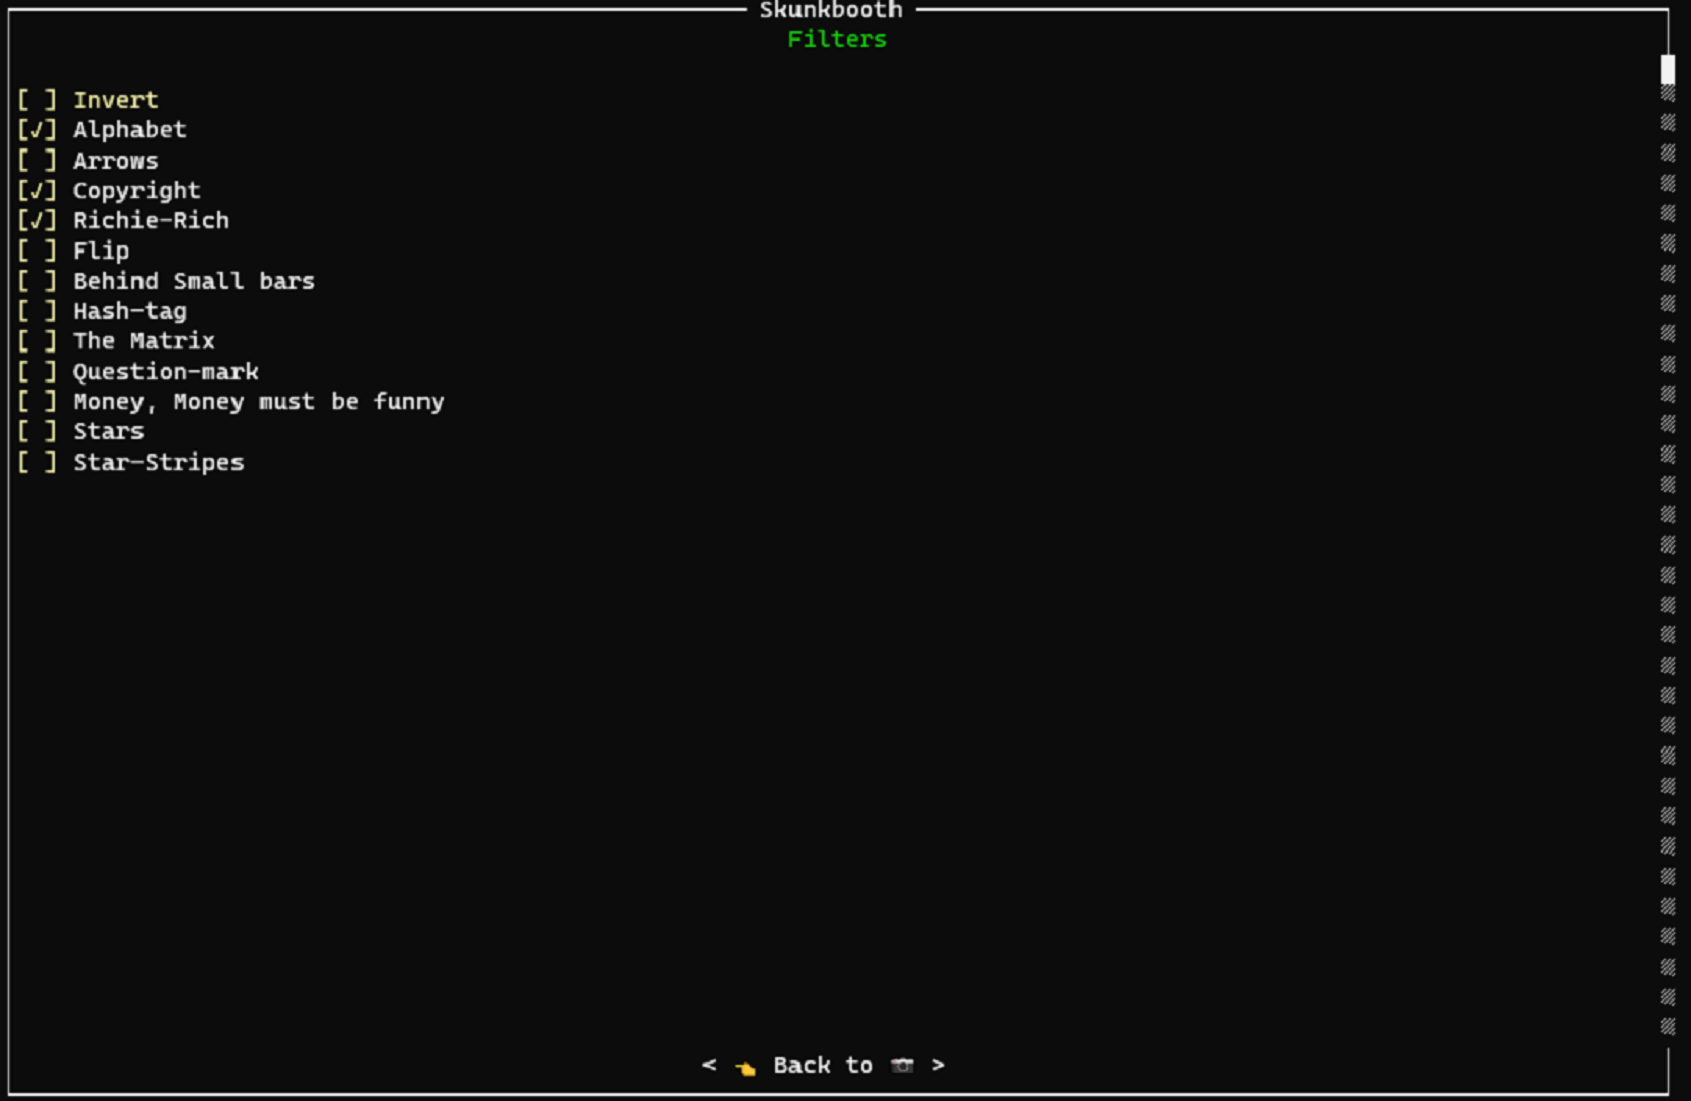 Skunkbooth
Filters
[ ] Invert
[√] Alphabet
[ ] Arrows
[√] Copyright
[√] Richie-Rich
[ ] Flip
[ ] Behind Small bars
[ ] Hash-tag
[ ] The Matrix
[ ] Question-mark
[ ] Money, Money must be funny
[ ] Stars
[ ] Star-Stripes
< 👈 Back to 📷 >